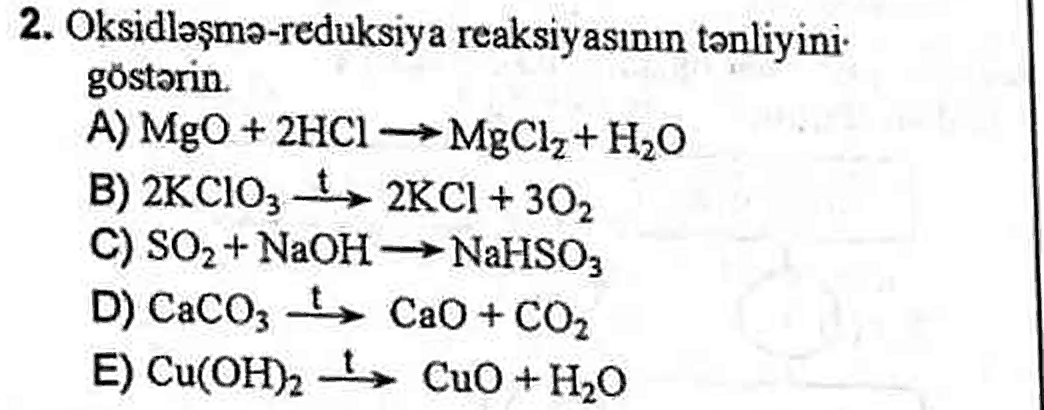 2. Oksidləşmə-reduksiya reaksiyasının tənliyini
göstərin.
A) MgO + 2HCl ⟶ MgCl₂ + H₂O
B) 2KClO₃ —t→ 2KCl + 3O₂
C) SO₂ + NaOH ⟶ NaHSO₃
D) CaCO₃ —t→ CaO + CO₂
E) Cu(OH)₂ —t→ CuO + H₂O